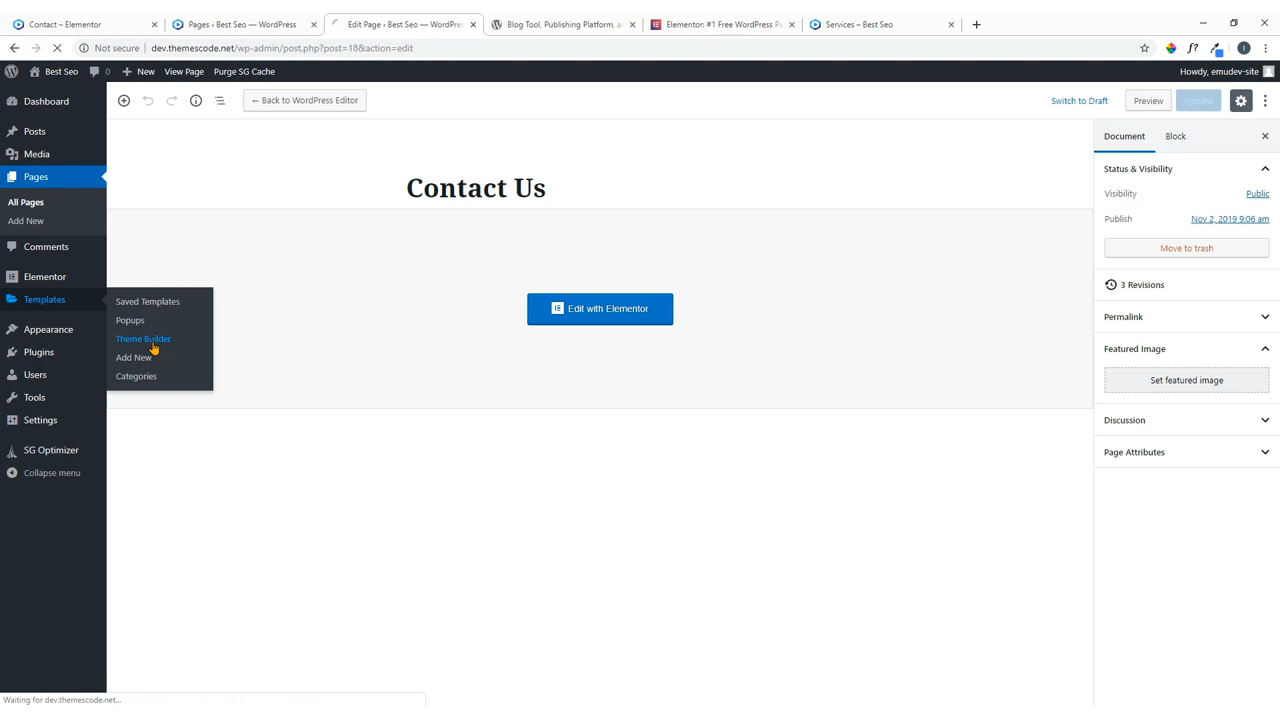 Contact – Elementor
Pages ‹ Best Seo — WordPress
Edit Page ‹ Best Seo — WordPre
Blog Tool, Publishing Platform, a
Elementor: #1 Free WordPress P
Services – Best Seo
Not secure | dev.themescode.net/wp-admin/post.php?post=18&action=edit
Best Seo
0
New
View Page
Purge SG Cache
Howdy, emudev-site
Dashboard
Posts
Media
Pages
All Pages
Add New
Comments
Elementor
Templates
Saved Templates
Popups
Theme Builder
Add New
Categories
Appearance
Plugins
Users
Tools
Settings
SG Optimizer
Collapse menu
← Back to WordPress Editor
Switch to Draft
Preview
Update
Contact Us
Edit with Elementor
Document
Block
Status & Visibility
Visibility
Public
Publish
Nov 2, 2019 9:06 am
Move to trash
3 Revisions
Permalink
Featured Image
Set featured image
Discussion
Page Attributes
Waiting for dev.themescode.net...